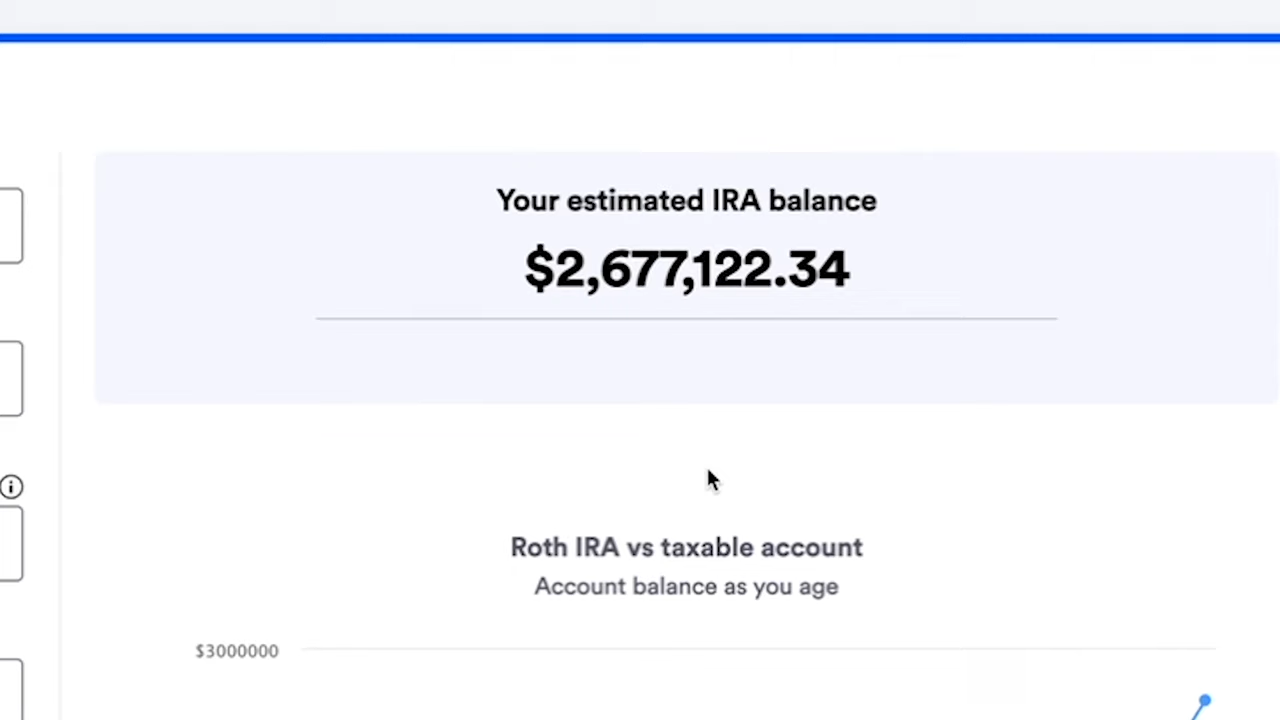 Your estimated IRA balance
$2,677,122.34
Roth IRA vs taxable account
Account balance as you age
$3000000